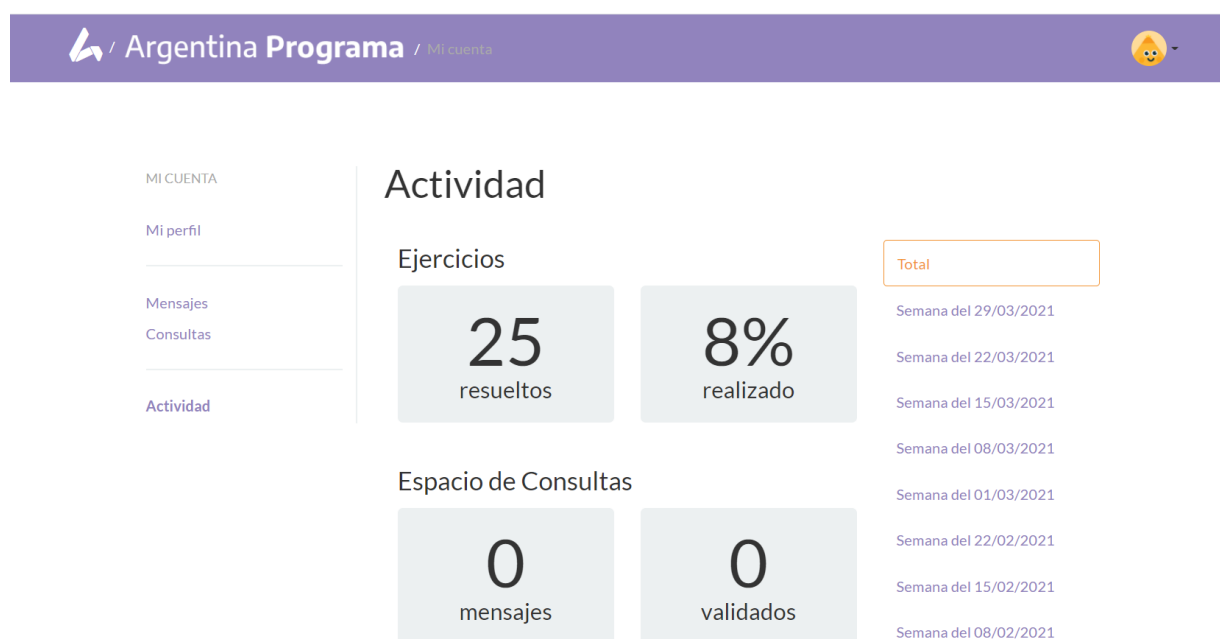 / Argentina Programa / Mi cuenta
MI CUENTA
Mi perfil
Mensajes
Consultas
Actividad
Actividad
Ejercicios
25
resueltos
8%
realizado
Espacio de Consultas
0
mensajes
0
validados
Total
Semana del 29/03/2021
Semana del 22/03/2021
Semana del 15/03/2021
Semana del 08/03/2021
Semana del 01/03/2021
Semana del 22/02/2021
Semana del 15/02/2021
Semana del 08/02/2021